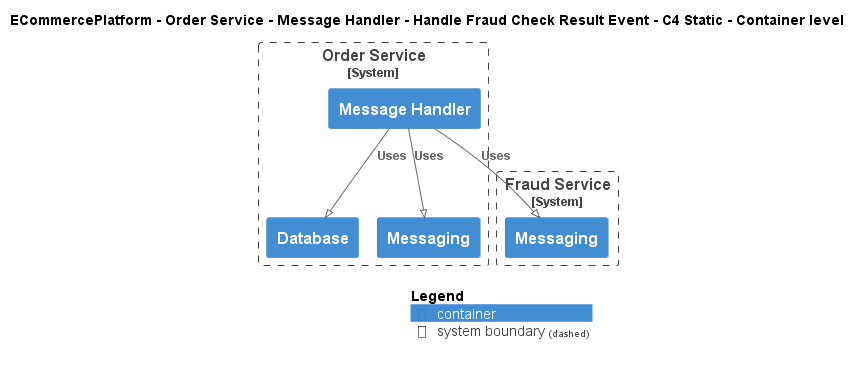 ECommercePlatform - Order Service - Message Handler - Handle Fraud Check Result Event - C4 Static - Container level
Order Service
[System]
Message Handler
Uses
Uses
Uses
Fraud Service
[System]
Database
Messaging
Messaging
Legend
container
system boundary (dashed)